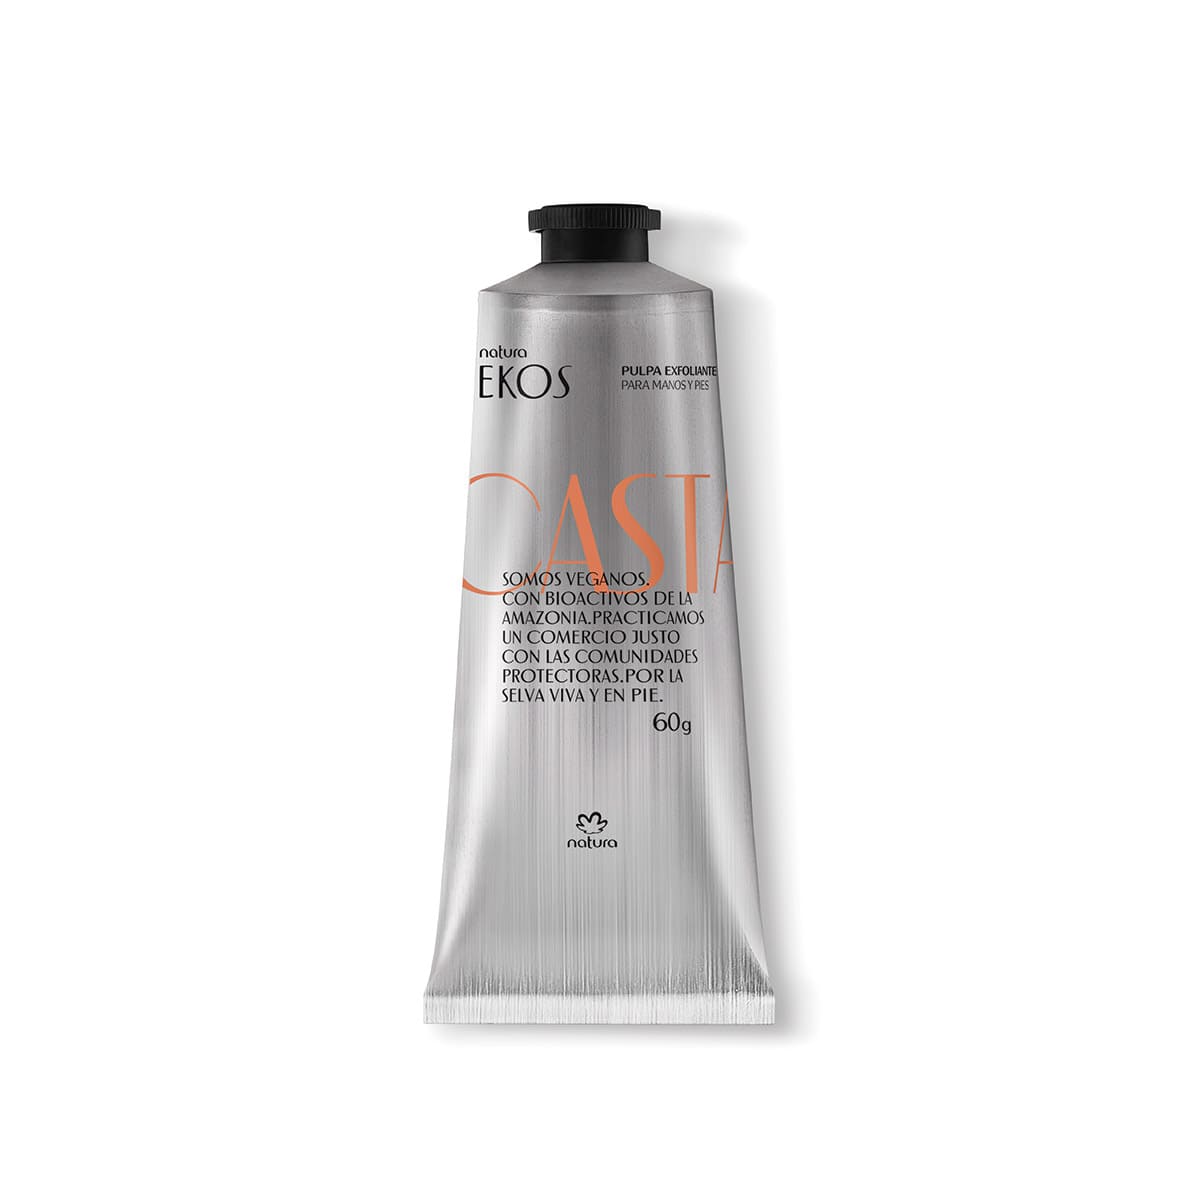 natura
EKOS
PULPA EXFOLIANTE
PARA MANOS Y PIES
CASTA
SOMOS VEGANOS.
CON BIOACTIVOS DE LA
AMAZONIA.PRACTICAMOS
UN COMERCIO JUSTO
CON LAS COMUNIDADES
PROTECTORAS.POR LA
SELVA VIVA Y EN PIE.
60g
natura